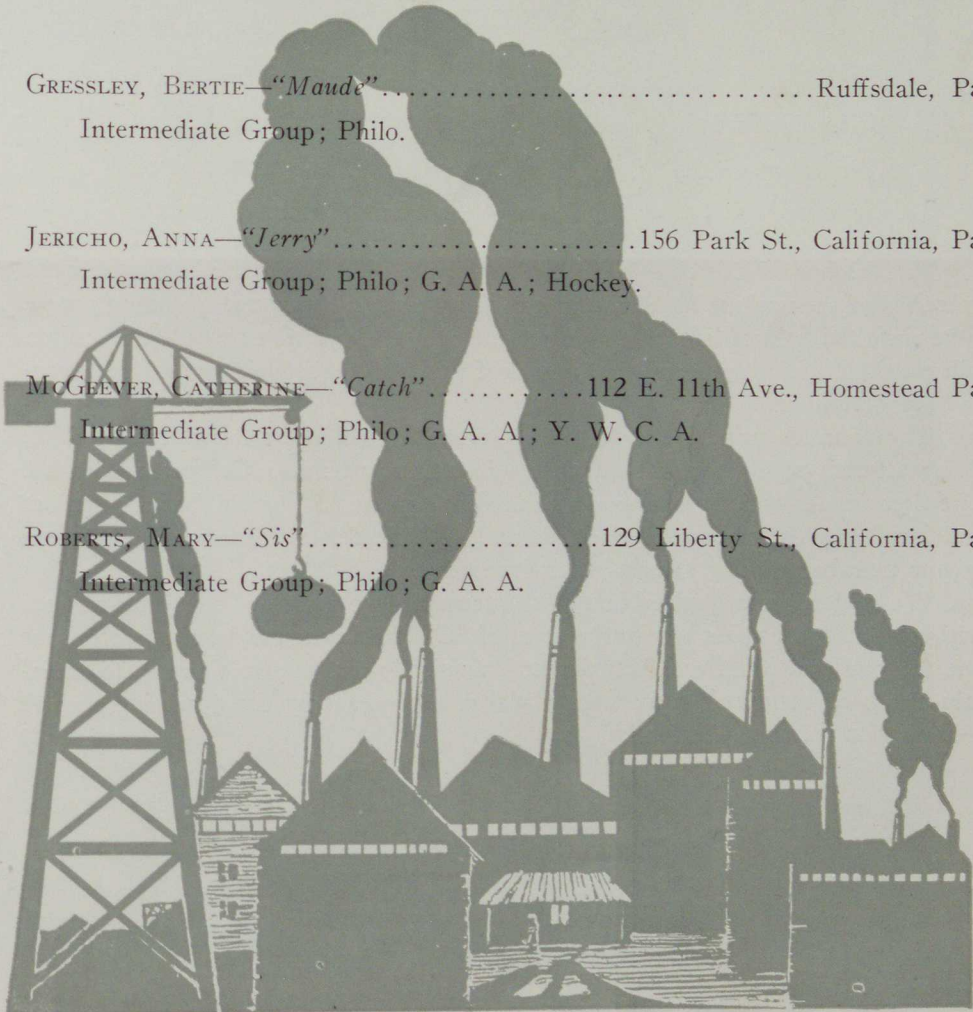 GRESSLEY, BERTIE—“Maude”.......................................Ruffsdale, Pa
Intermediate Group; Philo.
JERICHO, ANNA—“Jerry”.......................156 Park St., California, Pa
Intermediate Group; Philo; G. A. A.; Hockey.
MCGEEVER, CATHERINE—“Catch”............112 E. 11th Ave., Homestead Pa
Intermediate Group; Philo; G. A. A.; Y. W. C. A.
ROBERTS, MARY—“Sis”........................129 Liberty St., California, Pa
Intermediate Group; Philo; G. A. A.